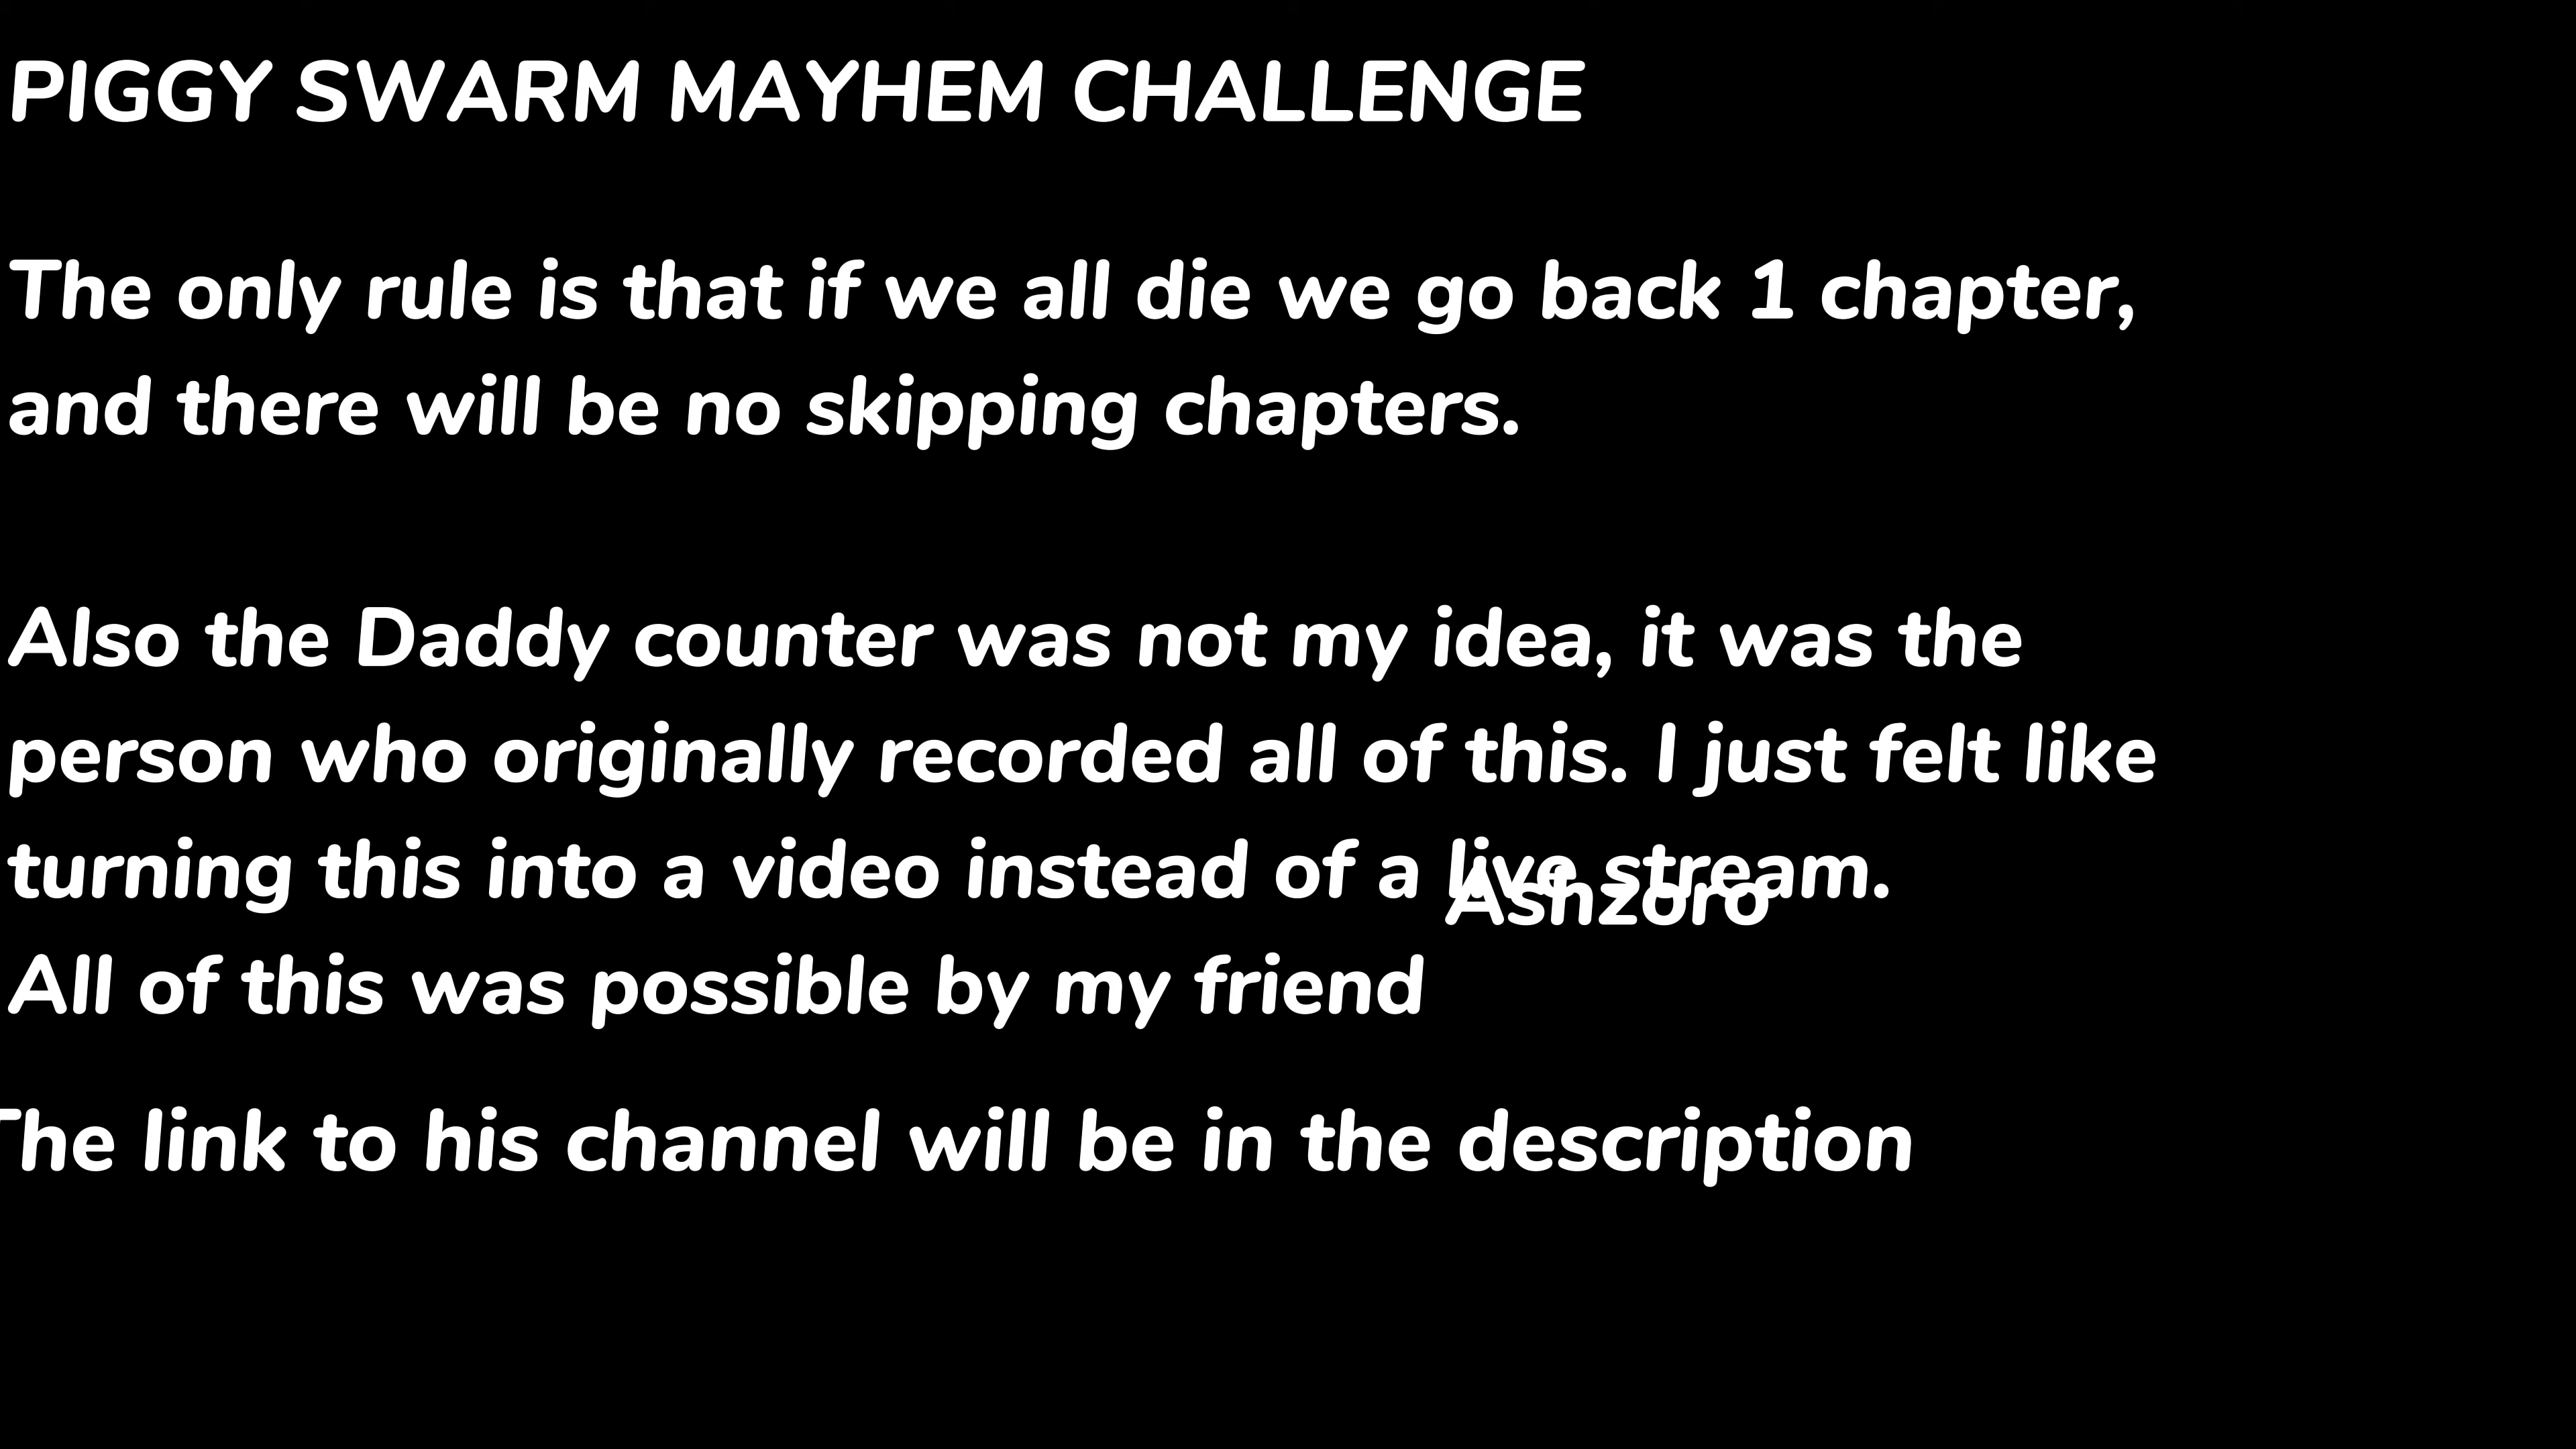 PIGGY SWARM MAYHEM CHALLENGE
The only rule is that if we all die we go back 1 chapter,
and there will be no skipping chapters.
Also the Daddy counter was not my idea, it was the
person who originally recorded all of this. I just felt like
turning this into a video instead of a live stream.
Ashzoro
All of this was possible by my friend
The link to his channel will be in the description